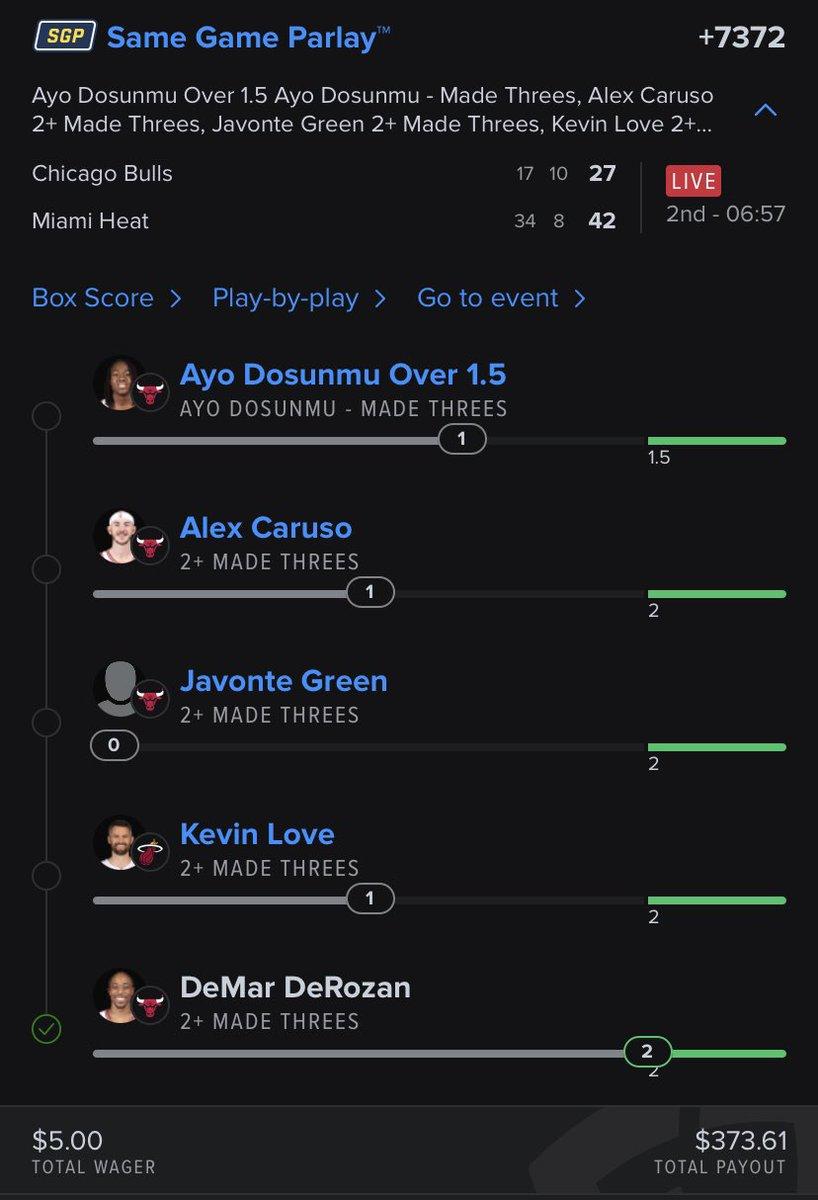 SGP Same Game Parlay™ +7372
Ayo Dosunmu Over 1.5 Ayo Dosunmu - Made Threes, Alex Caruso
2+ Made Threes, Javonte Green 2+ Made Threes, Kevin Love 2+...
Chicago Bulls 17 10 27 LIVE
Miami Heat 34 8 42 2nd - 06:57
Box Score > Play-by-play > Go to event >
Ayo Dosunmu Over 1.5
AYO DOSUNMU - MADE THREES
1
1.5
Alex Caruso
2+ MADE THREES
1
2
Javonte Green
2+ MADE THREES
0
2
Kevin Love
2+ MADE THREES
1
2
DeMar DeRozan
2+ MADE THREES
2
2
$5.00 $373.61
TOTAL WAGER TOTAL PAYOUT